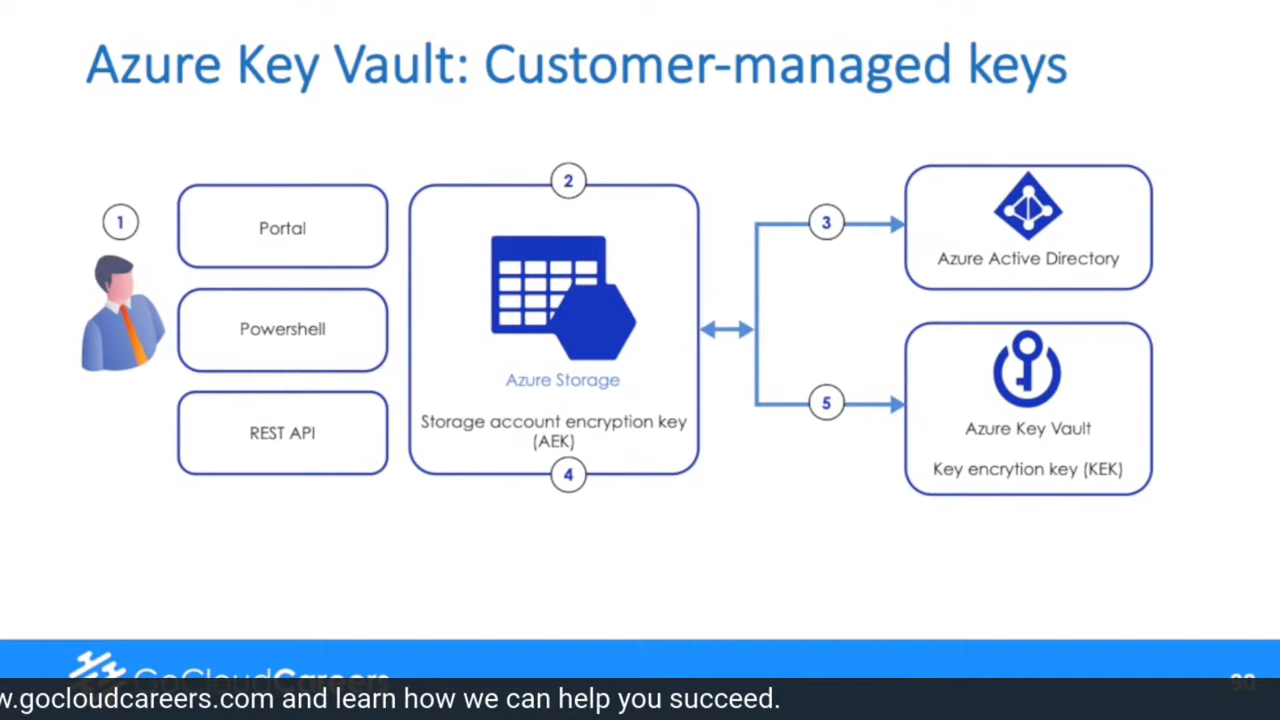 Azure Key Vault: Customer-managed keys
1
Portal
Powershell
REST API
2
Azure Storage
Storage account encryption key
(AEK)
4
3
Azure Active Directory
5
Azure Key Vault
Key encrytion key (KEK)
GoCloudCareers
98
w.gocloudcareers.com and learn how we can help you succeed.